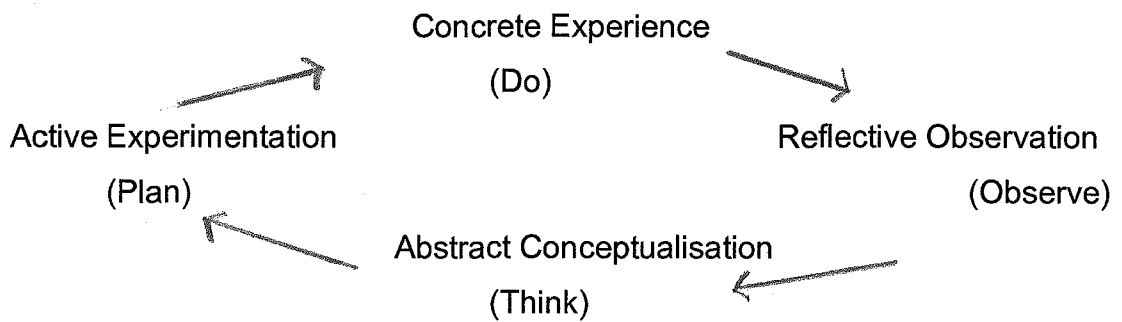 Concrete Experience
(Do)
Active Experimentation
(Plan)
Reflective Observation
(Observe)
Abstract Conceptualisation
(Think)